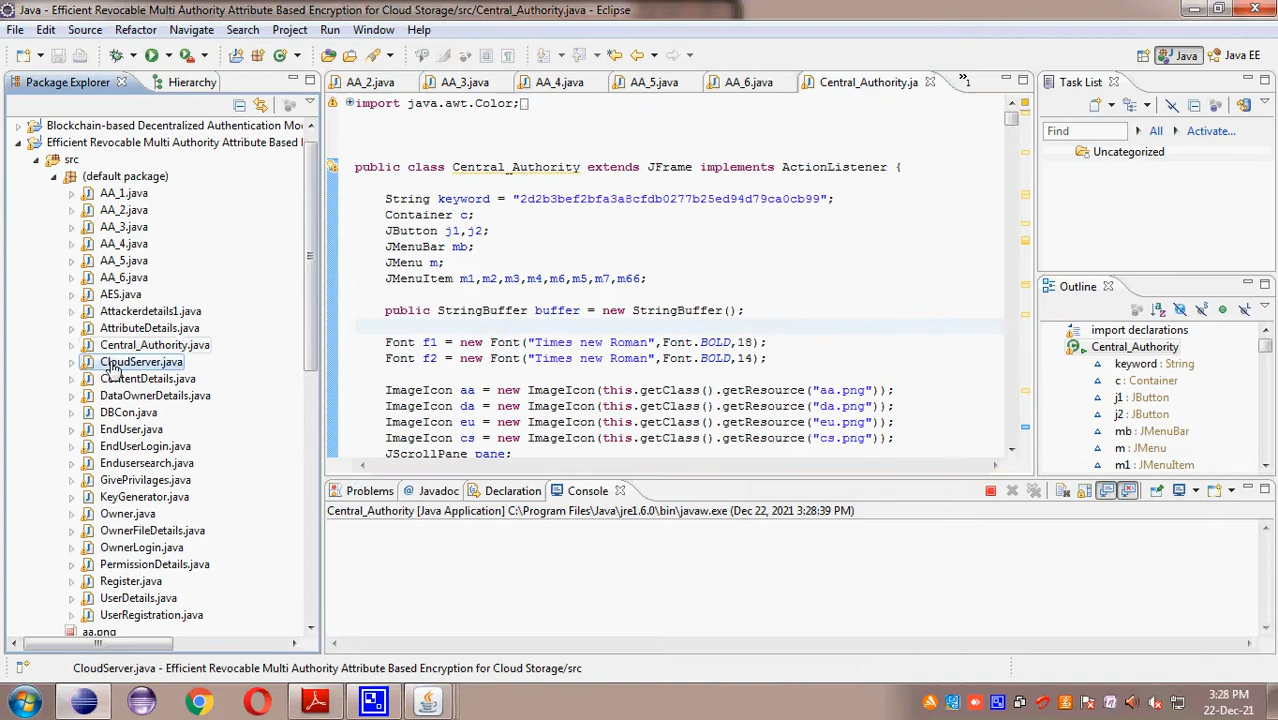 Java - Efficient Revocable Multi Authority Attribute Based Encryption for Cloud Storage/src/Central_Authority.java - Eclipse
File Edit Source Refactor Navigate Search Project Run Window Help
Java Java EE
Package Explorer Hierarchy
AA_2.java AA_3.java AA_4.java AA_5.java AA_6.java Central_Authority.ja »1
Task List
Find All Activate...
Uncategorized
Blockchain-based Decentralized Authentication Mo
Efficient Revocable Multi Authority Attribute Based
src
(default package)
AA_1.java
AA_2.java
AA_3.java
AA_4.java
AA_5.java
AA_6.java
AES.java
Attackerdetails1.java
AttributeDetails.java
Central_Authority.java
CloudServer.java
ContentDetails.java
DataOwnerDetails.java
DBCon.java
EndUser.java
EndUserLogin.java
Endusersearch.java
GivePrivilages.java
KeyGenerator.java
Owner.java
OwnerFileDetails.java
OwnerLogin.java
PermissionDetails.java
Register.java
UserDetails.java
UserRegistration.java
aa.png
import java.awt.Color;
public class Central_Authority extends JFrame implements ActionListener {
String keyword = "2d2b3bef2bfa3a8cfdb0277b25ed94d79ca0cb99";
Container c;
JButton j1,j2;
JMenuBar mb;
JMenu m;
JMenuItem m1,m2,m3,m4,m6,m5,m7,m66;
public StringBuffer buffer = new StringBuffer();
Font f1 = new Font("Times new Roman",Font.BOLD,18);
Font f2 = new Font("Times new Roman",Font.BOLD,14);
ImageIcon aa = new ImageIcon(this.getClass().getResource("aa.png"));
ImageIcon da = new ImageIcon(this.getClass().getResource("da.png"));
ImageIcon eu = new ImageIcon(this.getClass().getResource("eu.png"));
ImageIcon cs = new ImageIcon(this.getClass().getResource("cs.png"));
JScrollPane pane;
Outline
import declarations
Central_Authority
keyword : String
c : Container
j1 : JButton
j2 : JButton
mb : JMenuBar
m : JMenu
m1 : JMenuItem
Problems Javadoc Declaration Console
Central_Authority [Java Application] C:\Program Files\Java\jre1.6.0\bin\javaw.exe (Dec 22, 2021 3:28:39 PM)
CloudServer.java - Efficient Revocable Multi Authority Attribute Based Encryption for Cloud Storage/src
3:28 PM
22-Dec-21